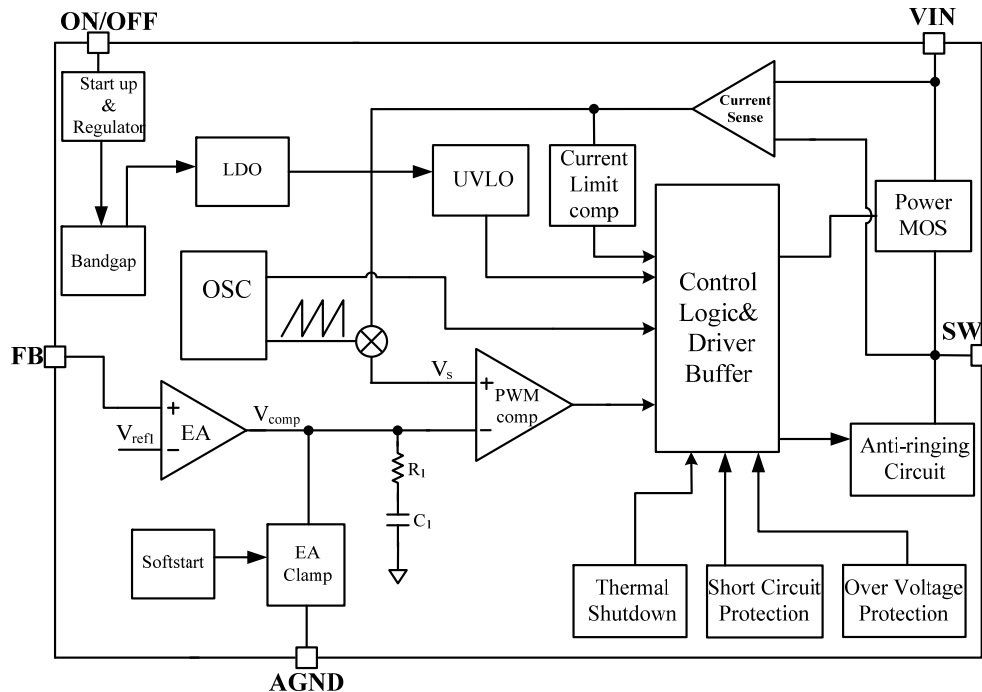 ON/OFF
VIN
Start up
&
Regulator
Current
Sense
LDO
UVLO
Current
Limit
comp
Power
MOS
Bandgap
OSC
Control
Logic&
Driver
Buffer
SW
FB
Vs
+
PWM
comp
−
Vcomp
+
EA
Vref1
−
R1
C1
Anti-ringing
Circuit
Softstart
EA
Clamp
Thermal
Shutdown
Short Circuit
Protection
Over Voltage
Protection
AGND